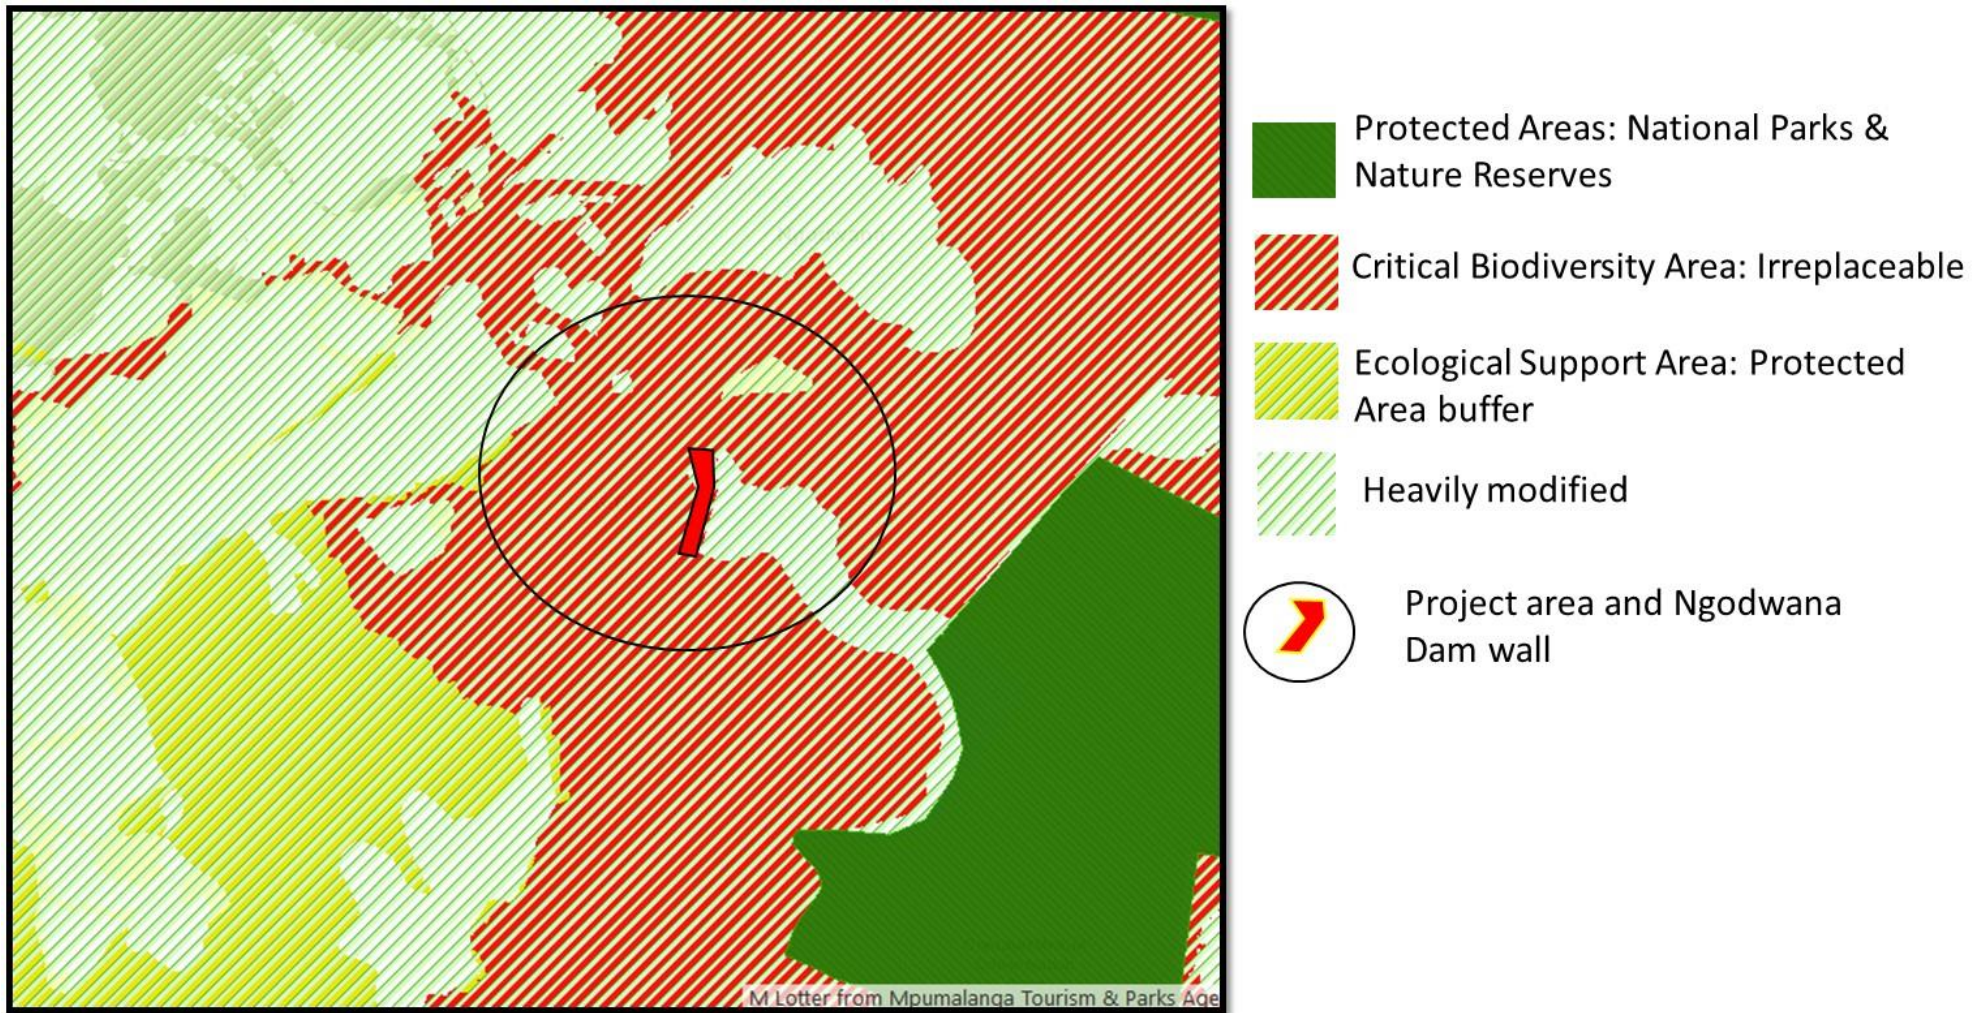 Protected Areas: National Parks &
Nature Reserves
Critical Biodiversity Area: Irreplaceable
Ecological Support Area: Protected
Area buffer
Heavily modified
Project area and Ngodwana
Dam wall
M Lotter from Mpumalanga Tourism & Parks Age